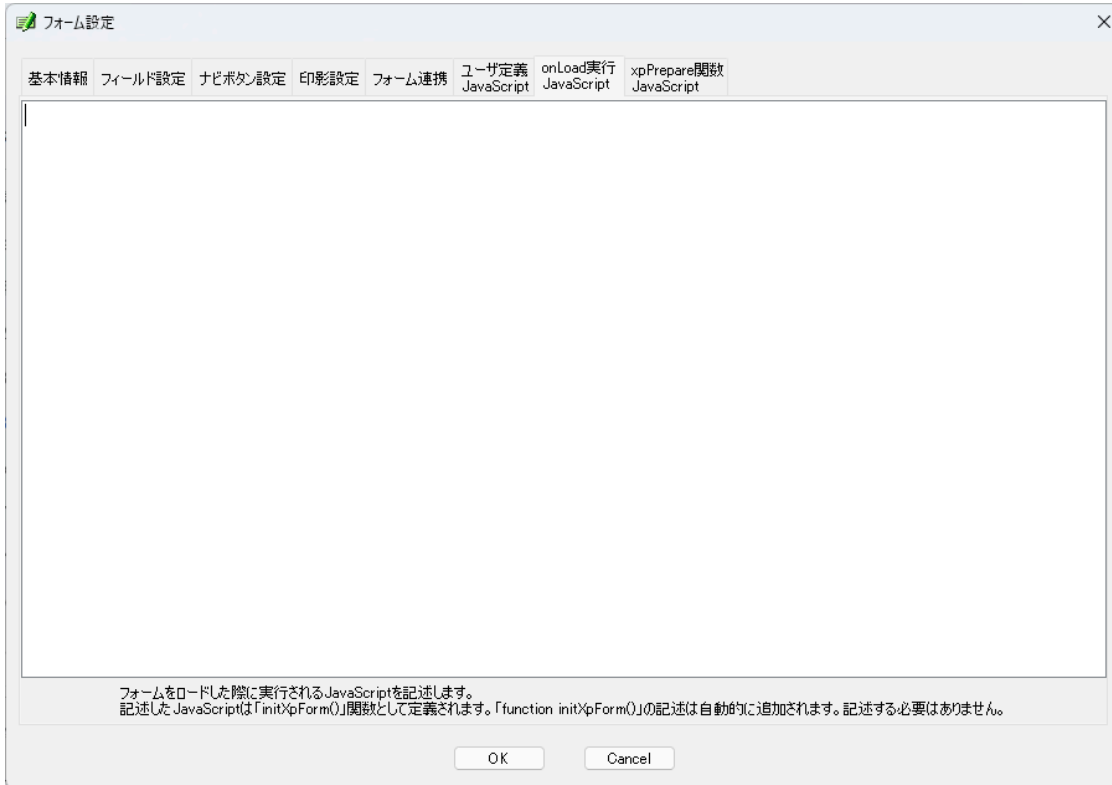 フォーム設定
基本情報 フィールド設定 ナビボタン設定 印影設定 フォーム連携 ユーザ定義 JavaScript onLoad実行 JavaScript xpPrepare関数 JavaScript
フォームをロードした際に実行されるJavaScriptを記述します。
記述したJavaScriptは「initXpForm()」関数として定義されます。「function initXpForm()」の記述は自動的に追加されます。記述する必要はありません。
OK Cancel